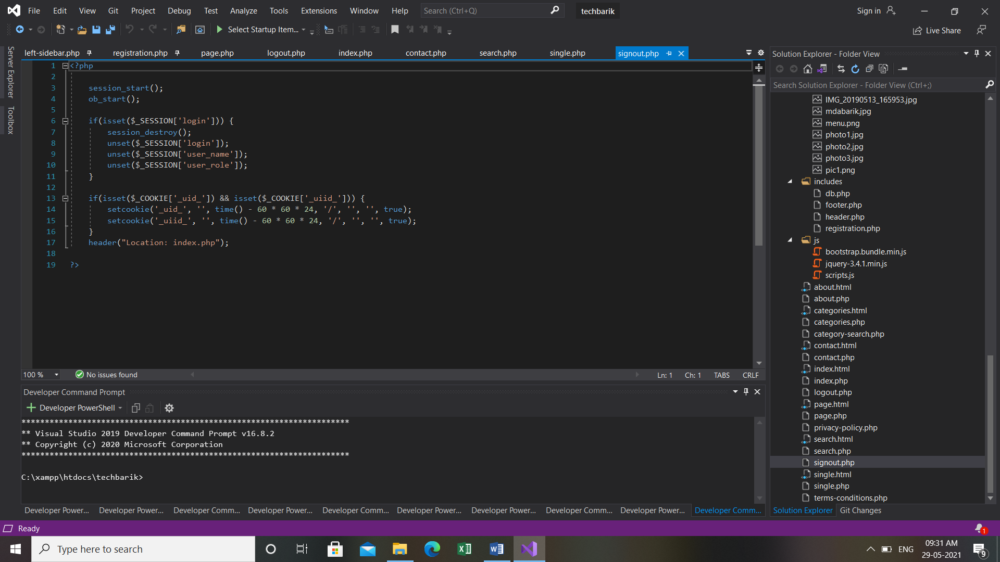 File Edit View Git Project Debug Test Analyze Tools Extensions Window Help Search (Ctrl+Q) techbarik Sign in
Select Startup Item... Live Share
Server Explorer
Toolbox
left-sidebar.php registration.php page.php logout.php index.php contact.php search.php single.php signout.php
1 <?php
2
3 session_start();
4 ob_start();
5
6 if(isset($_SESSION['login'])) {
7 session_destroy();
8 unset($_SESSION['login']);
9 unset($_SESSION['user_name']);
10 unset($_SESSION['user_role']);
11 }
12
13 if(isset($_COOKIE['_uid_']) && isset($_COOKIE['_uiid_'])) {
14 setcookie('_uid_', '', time() - 60 * 60 * 24, '/', '', '', true);
15 setcookie('_uiid_', '', time() - 60 * 60 * 24, '/', '', '', true);
16 }
17 header("Location: index.php");
18
19 ?>
100 % No issues found Ln: 1 Ch: 1 TABS CRLF
Developer Command Prompt
Developer PowerShell
**********************************************************************
** Visual Studio 2019 Developer Command Prompt v16.8.2
** Copyright (c) 2020 Microsoft Corporation
**********************************************************************
C:\xampp\htdocs\techbarik>
Developer Power... Developer Power... Developer Comm... Developer Power... Developer Comm... Developer Power... Developer Power... Developer Comm... Developer Power... Developer Comm...
Solution Explorer - Folder View
Search Solution Explorer - Folder View (Ctrl+;)
IMG_20190513_165953.jpg
mdabarik.jpg
menu.png
photo1.jpg
photo2.jpg
photo3.jpg
pic1.png
includes
db.php
footer.php
header.php
registration.php
js
bootstrap.bundle.min.js
jquery-3.4.1.min.js
scripts.js
about.html
about.php
categories.html
categories.php
category-search.php
contact.html
contact.php
index.html
index.php
logout.php
page.html
page.php
privacy-policy.php
search.html
search.php
signout.php
single.html
single.php
terms-conditions.php
Solution Explorer Git Changes
Ready 1
Type here to search ENG 09:31 AM
29-05-2021 9